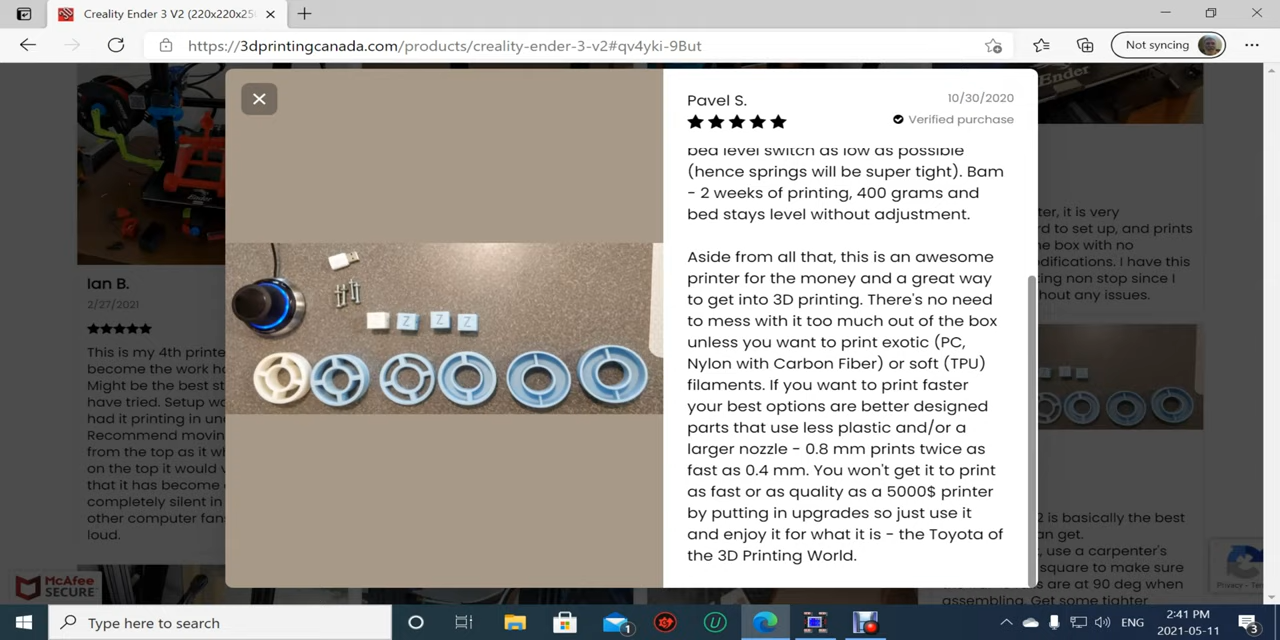 Creality Ender 3 V2 (220x220x25
https://3dprintingcanada.com/products/creality-ender-3-v2#qv4yki-9But
Not syncing
Pavel S.
10/30/2020
Verified purchase
bed level switch as low as possible
(hence springs will be super tight). Bam
- 2 weeks of printing, 400 grams and
bed stays level without adjustment.
Aside from all that, this is an awesome
printer for the money and a great way
to get into 3D printing. There's no need
to mess with it too much out of the box
unless you want to print exotic (PC,
Nylon with Carbon Fiber) or soft (TPU)
filaments. If you want to print faster
your best options are better designed
parts that use less plastic and/or a
larger nozzle - 0.8 mm prints twice as
fast as 0.4 mm. You won't get it to print
as fast or as quality as a 5000$ printer
by putting in upgrades so just use it
and enjoy it for what it is - the Toyota of
the 3D Printing World.
Z Z Z
Ian B.
2/27/2021
This is my 4th printe
become the work ho
Might be the best st
have tried. Setup wa
had it printing in un
Recommend movin
from the top as it wh
on the top it would v
that it has become
completely silent in
other computer fan
loud.
Ender
ter, it is very
rd to set up, and prints
he box with no
difications. I have this
ting non stop since I
hout any issues.
2 is basically the best
an get.
, use a carpenter's
square to make sure
s are at 90 deg when
assembling. Get some tighter
McAfee
SECURE
Privacy - Ter
Type here to search
1
ENG
2:41 PM
2021-05-11
3